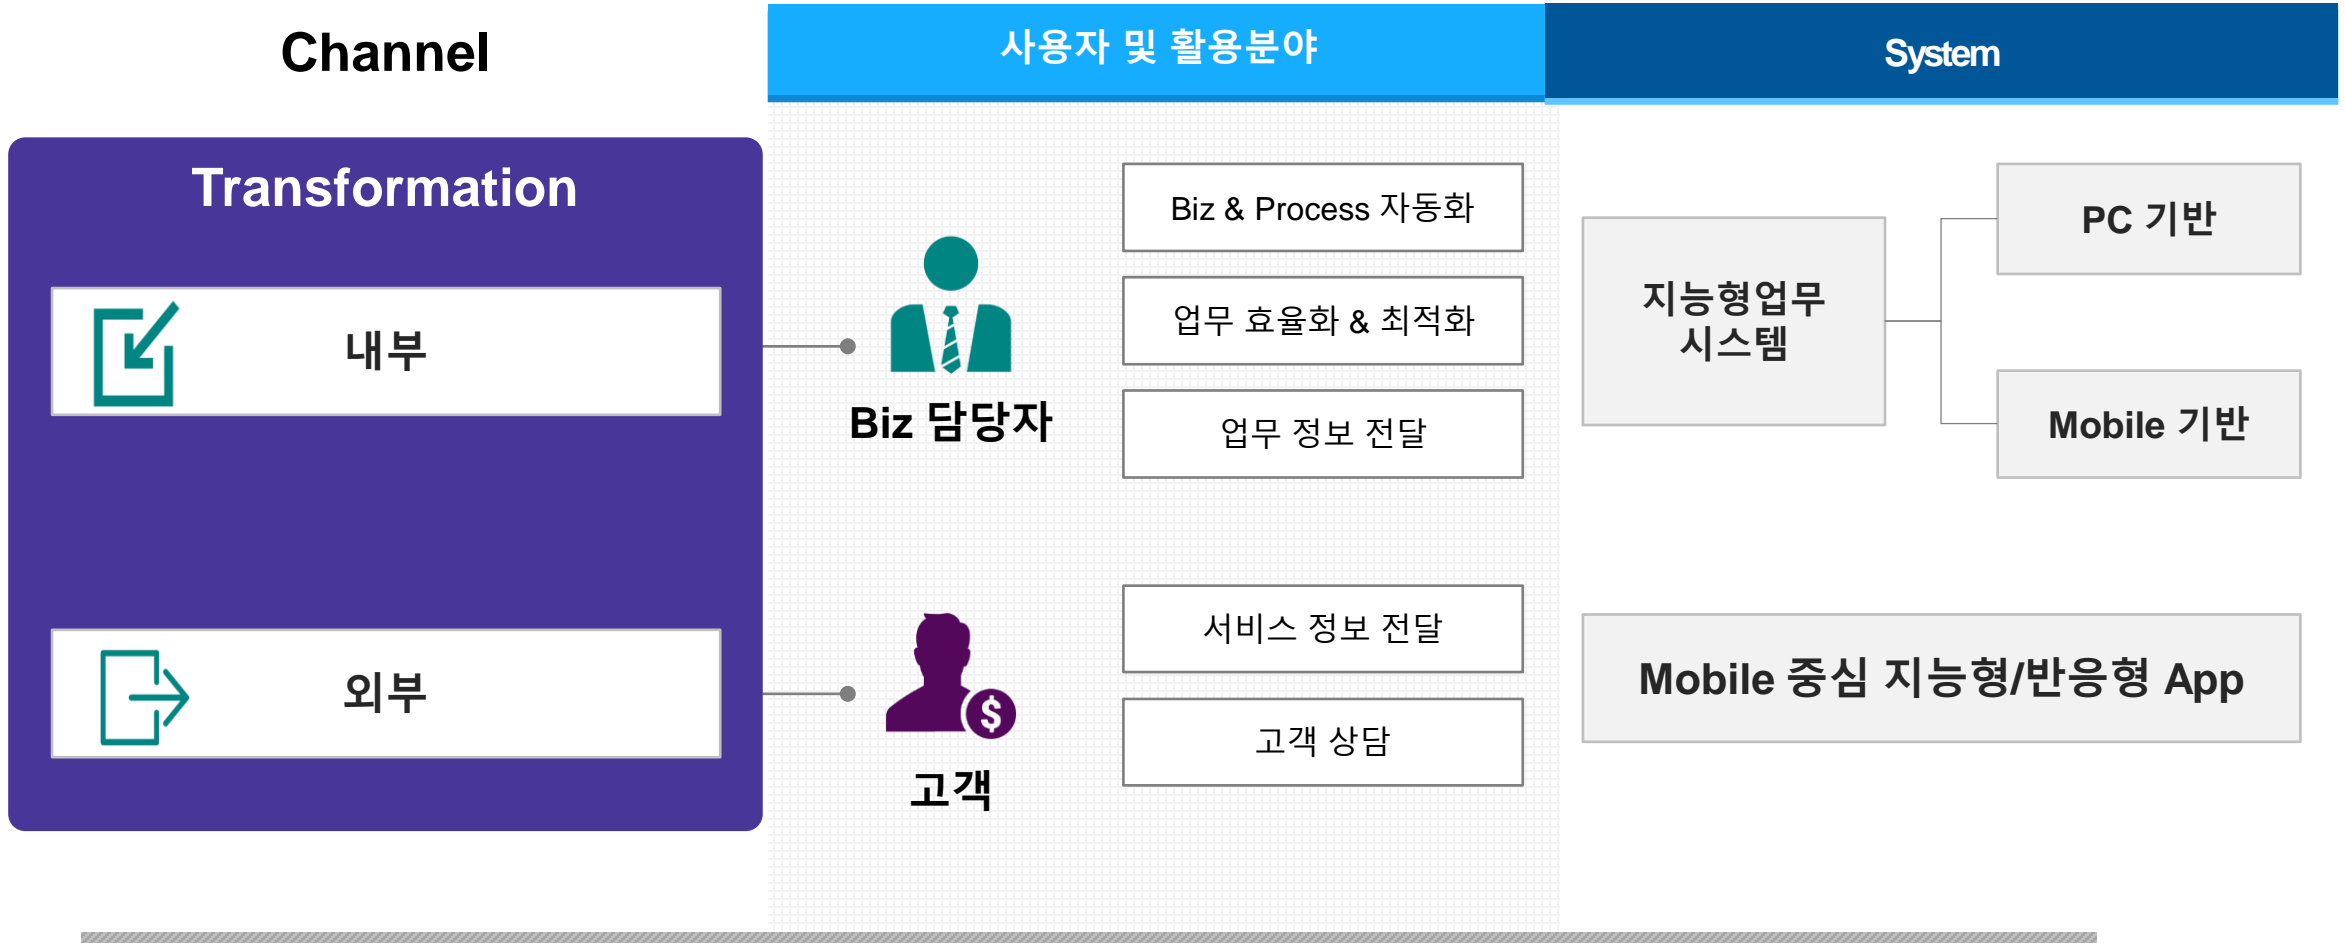 Channel
사용자 및 활용분야
System
Transformation
내부
외부
Biz 담당자
Biz & Process 자동화
업무 효율화 & 최적화
업무 정보 전달
고객
$
서비스 정보 전달
고객 상담
지능형업무
시스템
PC 기반
Mobile 기반
Mobile 중심 지능형/반응형 App